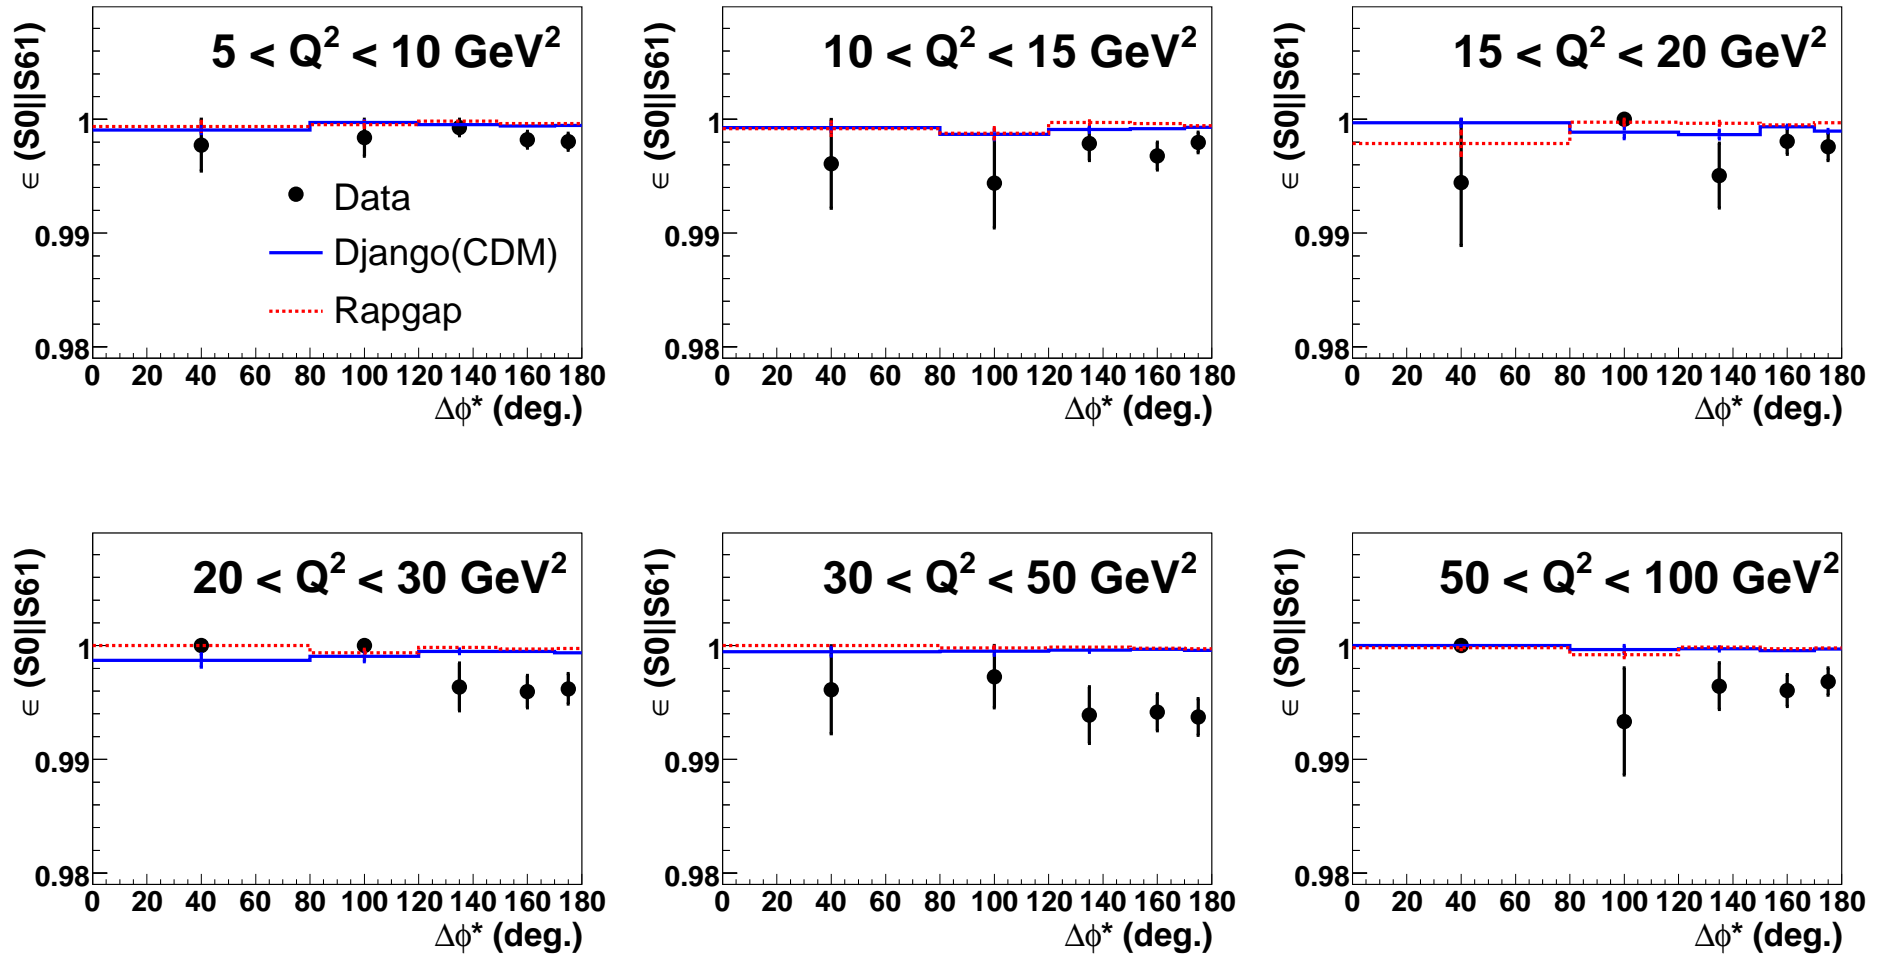 5 < Q² < 10 GeV²
∈ (S0||S61)
1
0.99
0.98
Data
Django(CDM)
Rapgap
0 20 40 60 80 100 120 140 160 180
Δϕ* (deg.)
10 < Q² < 15 GeV²
∈ (S0||S61)
1
0.99
0.98
0 20 40 60 80 100 120 140 160 180
Δϕ* (deg.)
15 < Q² < 20 GeV²
∈ (S0||S61)
1
0.99
0.98
0 20 40 60 80 100 120 140 160 180
Δϕ* (deg.)
20 < Q² < 30 GeV²
∈ (S0||S61)
1
0.99
0.98
0 20 40 60 80 100 120 140 160 180
Δϕ* (deg.)
30 < Q² < 50 GeV²
∈ (S0||S61)
1
0.99
0.98
0 20 40 60 80 100 120 140 160 180
Δϕ* (deg.)
50 < Q² < 100 GeV²
∈ (S0||S61)
1
0.99
0.98
0 20 40 60 80 100 120 140 160 180
Δϕ* (deg.)